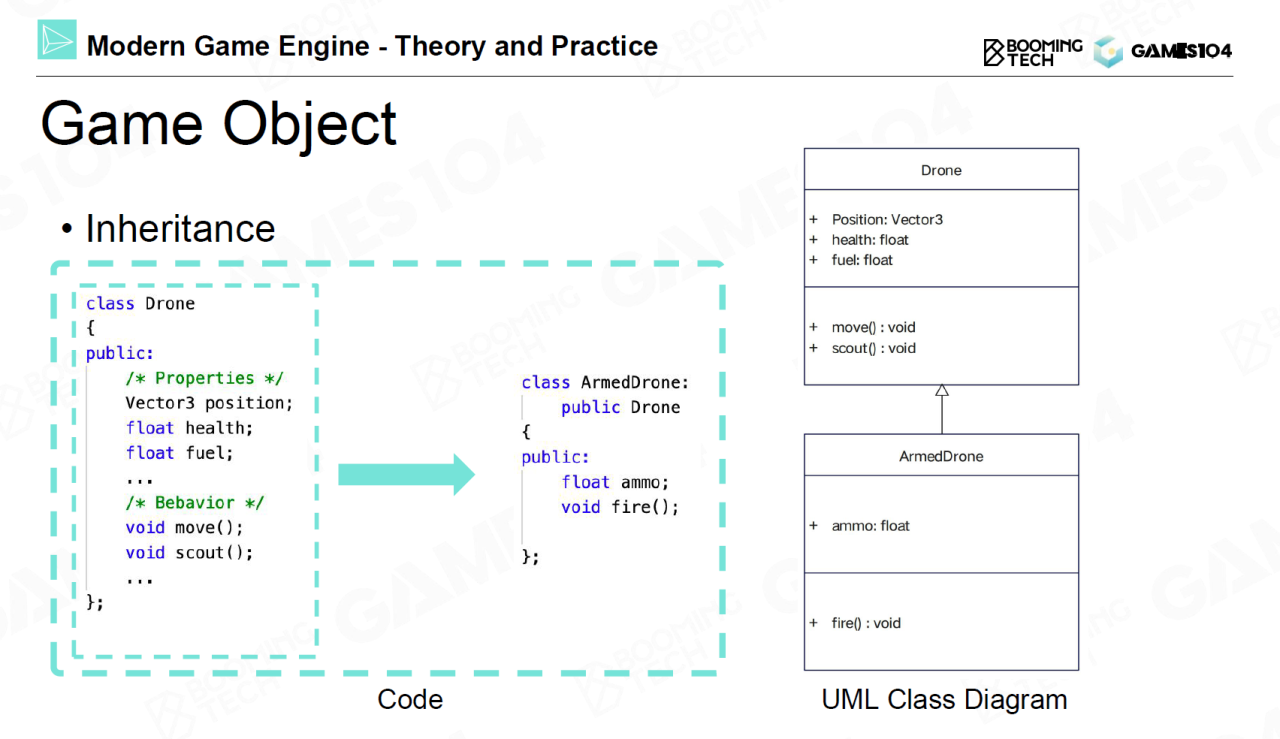 Modern Game Engine - Theory and Practice
BOOMING
TECH
GAMES104
Game Object
• Inheritance
class Drone
{
public:
/* Properties */
Vector3 position;
float health;
float fuel;
...
/* Bebavior */
void move();
void scout();
...
};
class ArmedDrone:
public Drone
{
public:
float ammo;
void fire();
};
Code
Drone
+ Position: Vector3
+ health: float
+ fuel: float
+ move() : void
+ scout() : void
ArmedDrone
+ ammo: float
+ fire() : void
UML Class Diagram